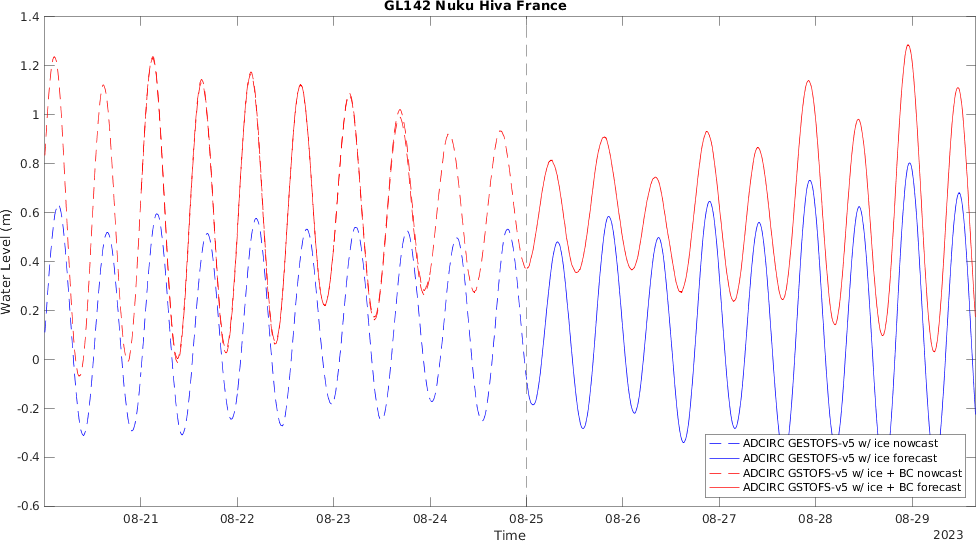 GL142 Nuku Hiva France
1.4
1.2
1
0.8
0.6
0.4
0.2
0
-0.2
-0.4
-0.6
Water Level (m)
ADCIRC GESTOFS-v5 w/ ice nowcast
ADCIRC GESTOFS-v5 w/ ice forecast
ADCIRC GSTOFS-v5 w/ ice + BC nowcast
ADCIRC GSTOFS-v5 w/ ice + BC forecast
08-21 08-22 08-23 08-24 08-25 08-26 08-27 08-28 08-29
Time
2023